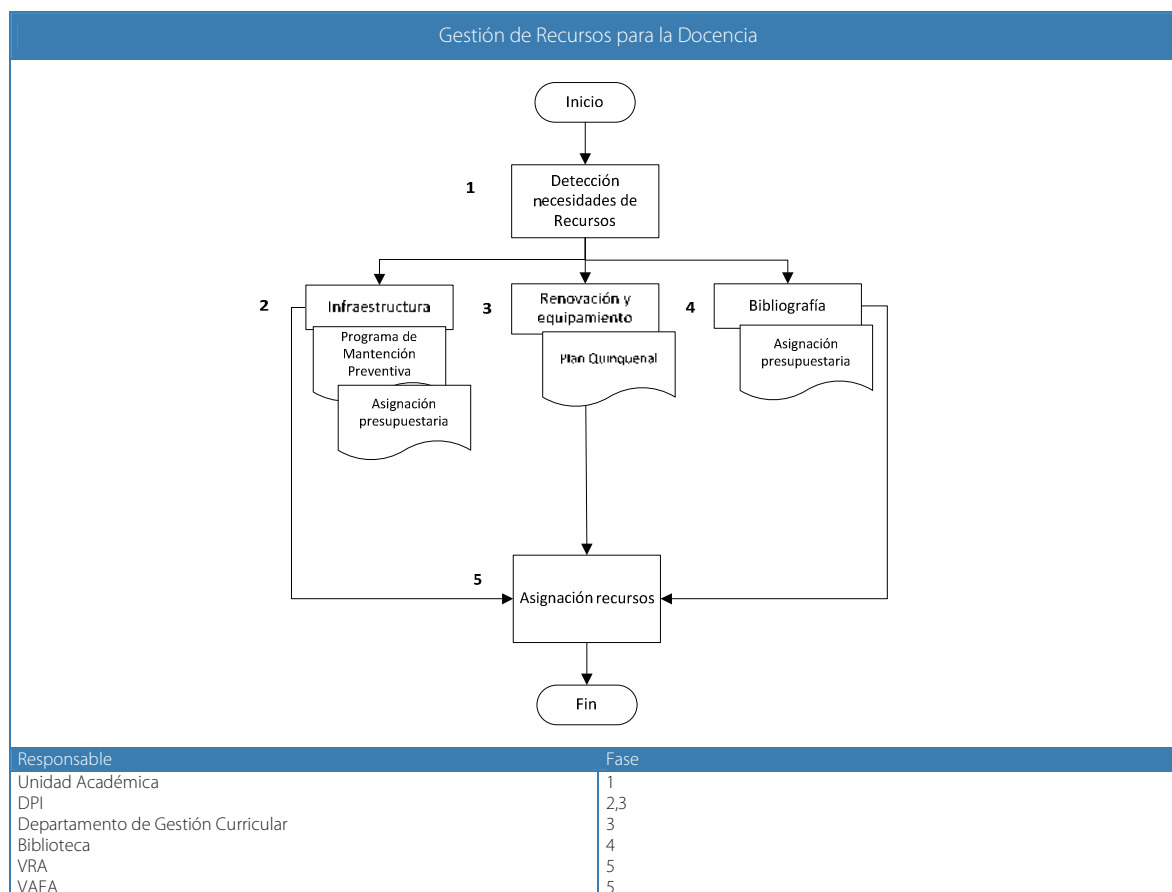 Gestión de Recursos para la Docencia
Inicio
1
Detección
necesidades de
Recursos
2
Infraestructura
Programa de
Mantención
Preventiva
Asignación
presupuestaria
3
Renovación y
equipamiento
Plan Quinquenal
4
Bibliografía
Asignación
presupuestaria
5
Asignación recursos
Fin
Responsable Fase
Unidad Académica 1
DPI 2,3
Departamento de Gestión Curricular 3
Biblioteca 4
VRA 5
VAFA 5